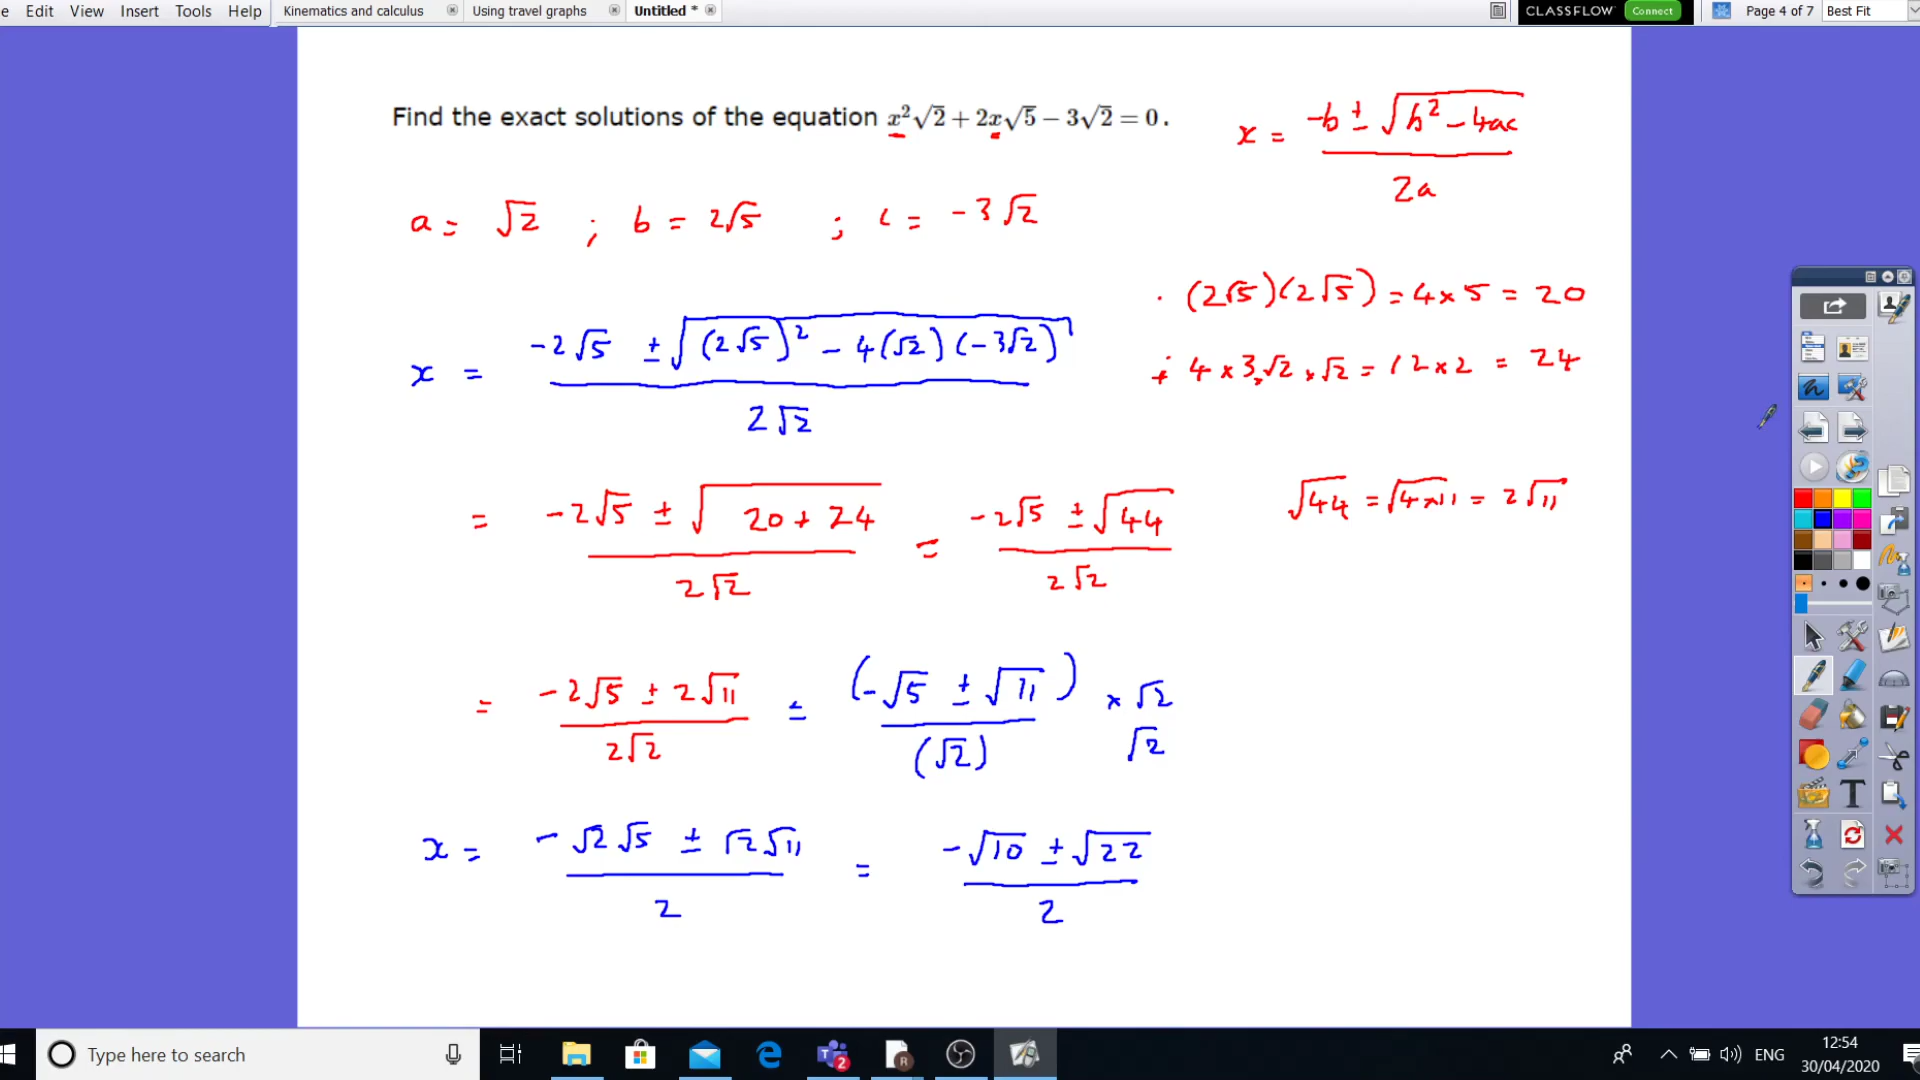 e Edit View Insert Tools Help Kinematics and calculus Using travel graphs Untitled * CLASSFLOW Connect Page 4 of 7 Best Fit
Find the exact solutions of the equation x²√2 + 2x√5 − 3√2 = 0 .
x = (-b ± √(b² - 4ac)) / 2a
a = √2 ; b = 2√5 ; c = -3√2
· (2√5)(2√5) = 4×5 = 20
x = (-2√5 ± √((2√5)² - 4(√2)(-3√2))) / 2√2
+ 4 × 3√2 × √2 = 12×2 = 24
= (-2√5 ± √(20+24)) / 2√2 = (-2√5 ± √44) / 2√2
√44 = √(4×11) = 2√11
= (-2√5 ± 2√11) / 2√2 = (-√5 ± √11) / (√2) × √2 / √2
x = (-√2√5 ± √2√11) / 2 = (-√10 ± √22) / 2
T
Type here to search
2
R
ENG
12:54
30/04/2020